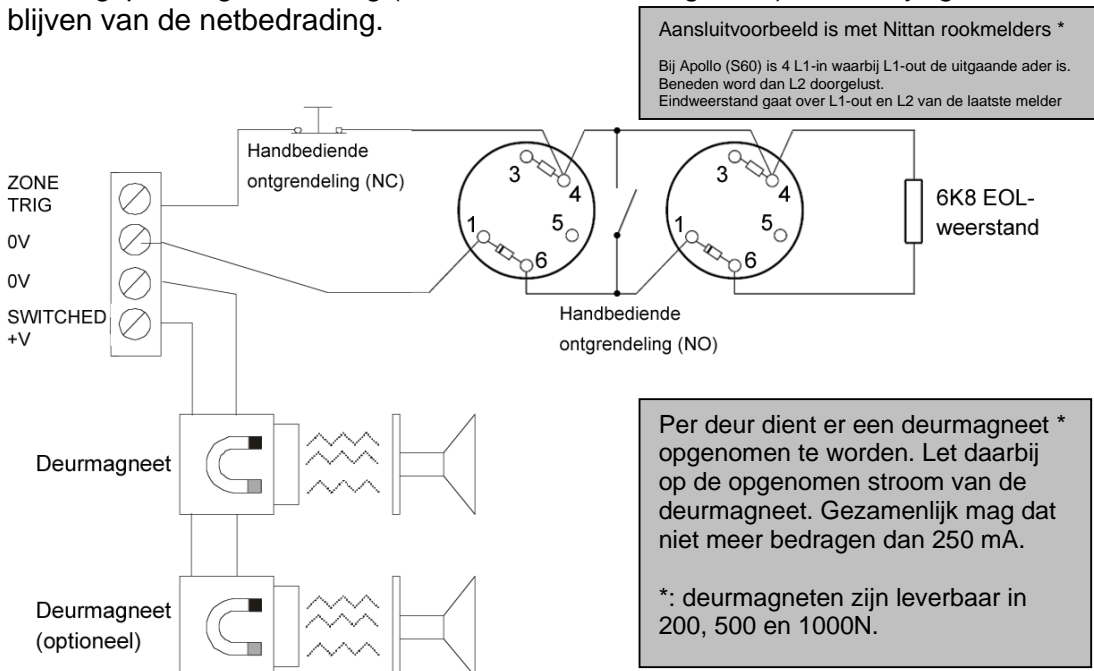 blijven van de netbedrading.
Aansluitvoorbeeld is met Nittan rookmelders *
Bij Apollo (S60) is 4 L1-in waarbij L1-out de uitgaande ader is.
Beneden word dan L2 doorgelust.
Eindweerstand gaat over L1-out en L2 van de laatste melder
Handbediende
ontgrendeling (NC)
ZONE
TRIG
0V
0V
SWITCHED
+V
3
4
1
5
6
3
4
1
5
6
6K8 EOL-
weerstand
Handbediende
ontgrendeling (NO)
Deurmagneet
Deurmagneet
(optioneel)
Per deur dient er een deurmagneet *
opgenomen te worden. Let daarbij
op de opgenomen stroom van de
deurmagneet. Gezamenlijk mag dat
niet meer bedragen dan 250 mA.
*: deurmagneten zijn leverbaar in
200, 500 en 1000N.